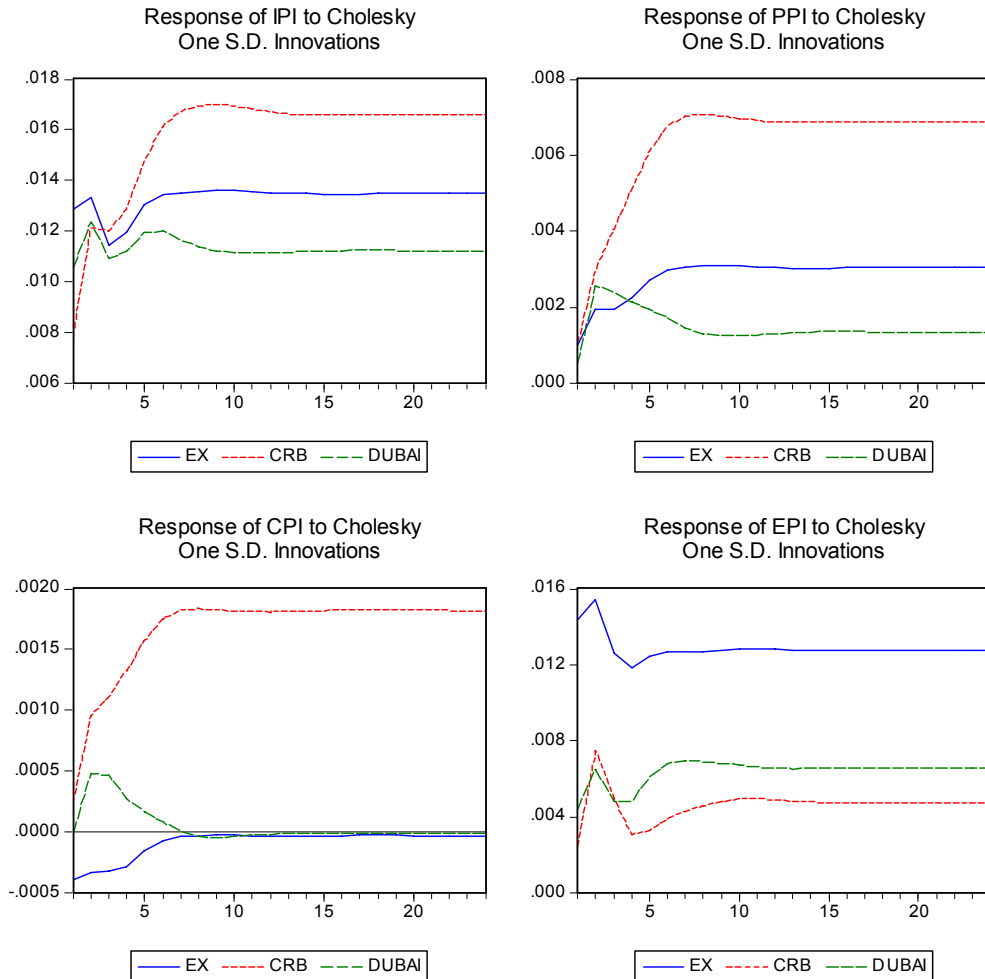 Response of IPI to Cholesky
One S.D. Innovations
.018
.016
.014
.012
.010
.008
.006
5 10 15 20
EX CRB DUBAI
Response of PPI to Cholesky
One S.D. Innovations
.008
.006
.004
.002
.000
5 10 15 20
EX CRB DUBAI
Response of CPI to Cholesky
One S.D. Innovations
.0020
.0015
.0010
.0005
.0000
-.0005
5 10 15 20
EX CRB DUBAI
Response of EPI to Cholesky
One S.D. Innovations
.016
.012
.008
.004
.000
5 10 15 20
EX CRB DUBAI